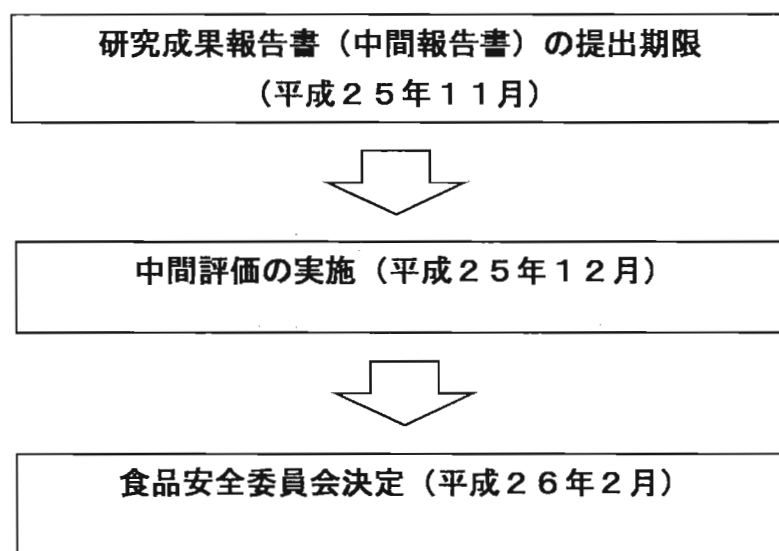 研究成果報告書（中間報告書）の提出期限
（平成２５年１１月）
中間評価の実施（平成２５年１２月）
食品安全委員会決定（平成２６年２月）